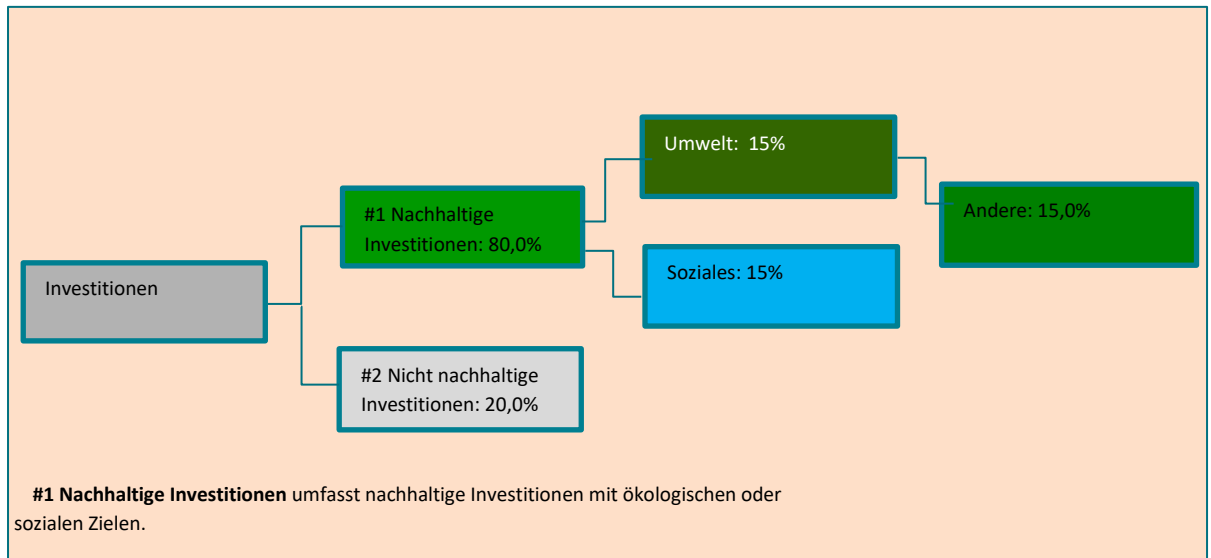 Umwelt: 15%
#1 Nachhaltige
Investitionen: 80,0%
Andere: 15,0%
Soziales: 15%
Investitionen
#2 Nicht nachhaltige
Investitionen: 20,0%
#1 Nachhaltige Investitionen umfasst nachhaltige Investitionen mit ökologischen oder
sozialen Zielen.